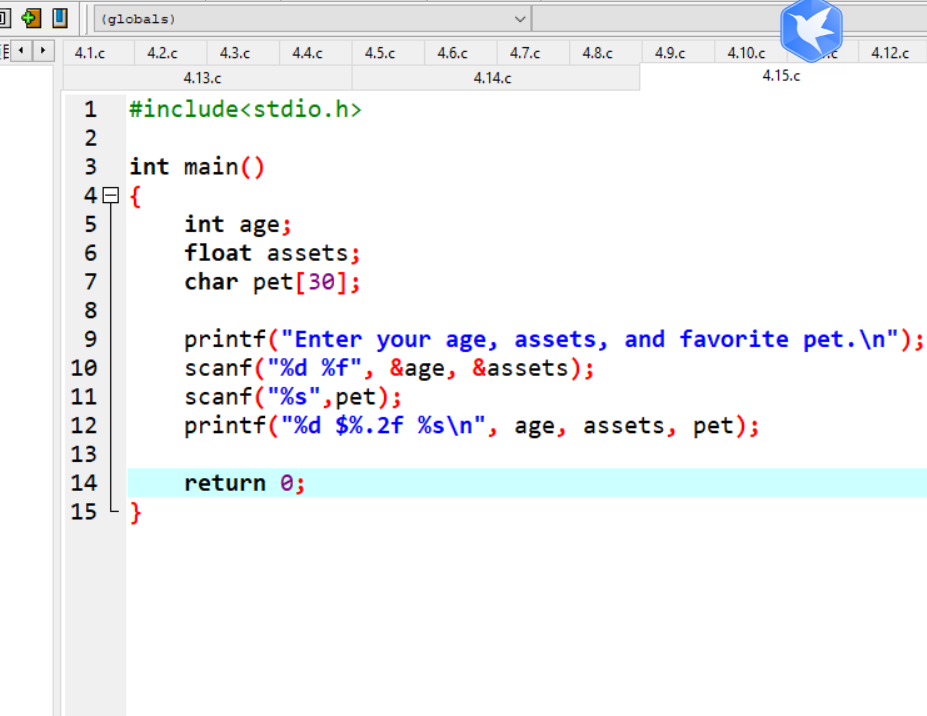 (globals)
4.1.c 4.2.c 4.3.c 4.4.c 4.5.c 4.6.c 4.7.c 4.8.c 4.9.c 4.10.c .c 4.12.c
4.13.c 4.14.c 4.15.c
1 #include<stdio.h>
2
3 int main()
4 {
5     int age;
6     float assets;
7     char pet[30];
8
9     printf("Enter your age, assets, and favorite pet.\n");
10     scanf("%d %f", &age, &assets);
11     scanf("%s",pet);
12     printf("%d $%.2f %s\n", age, assets, pet);
13
14     return 0;
15 }